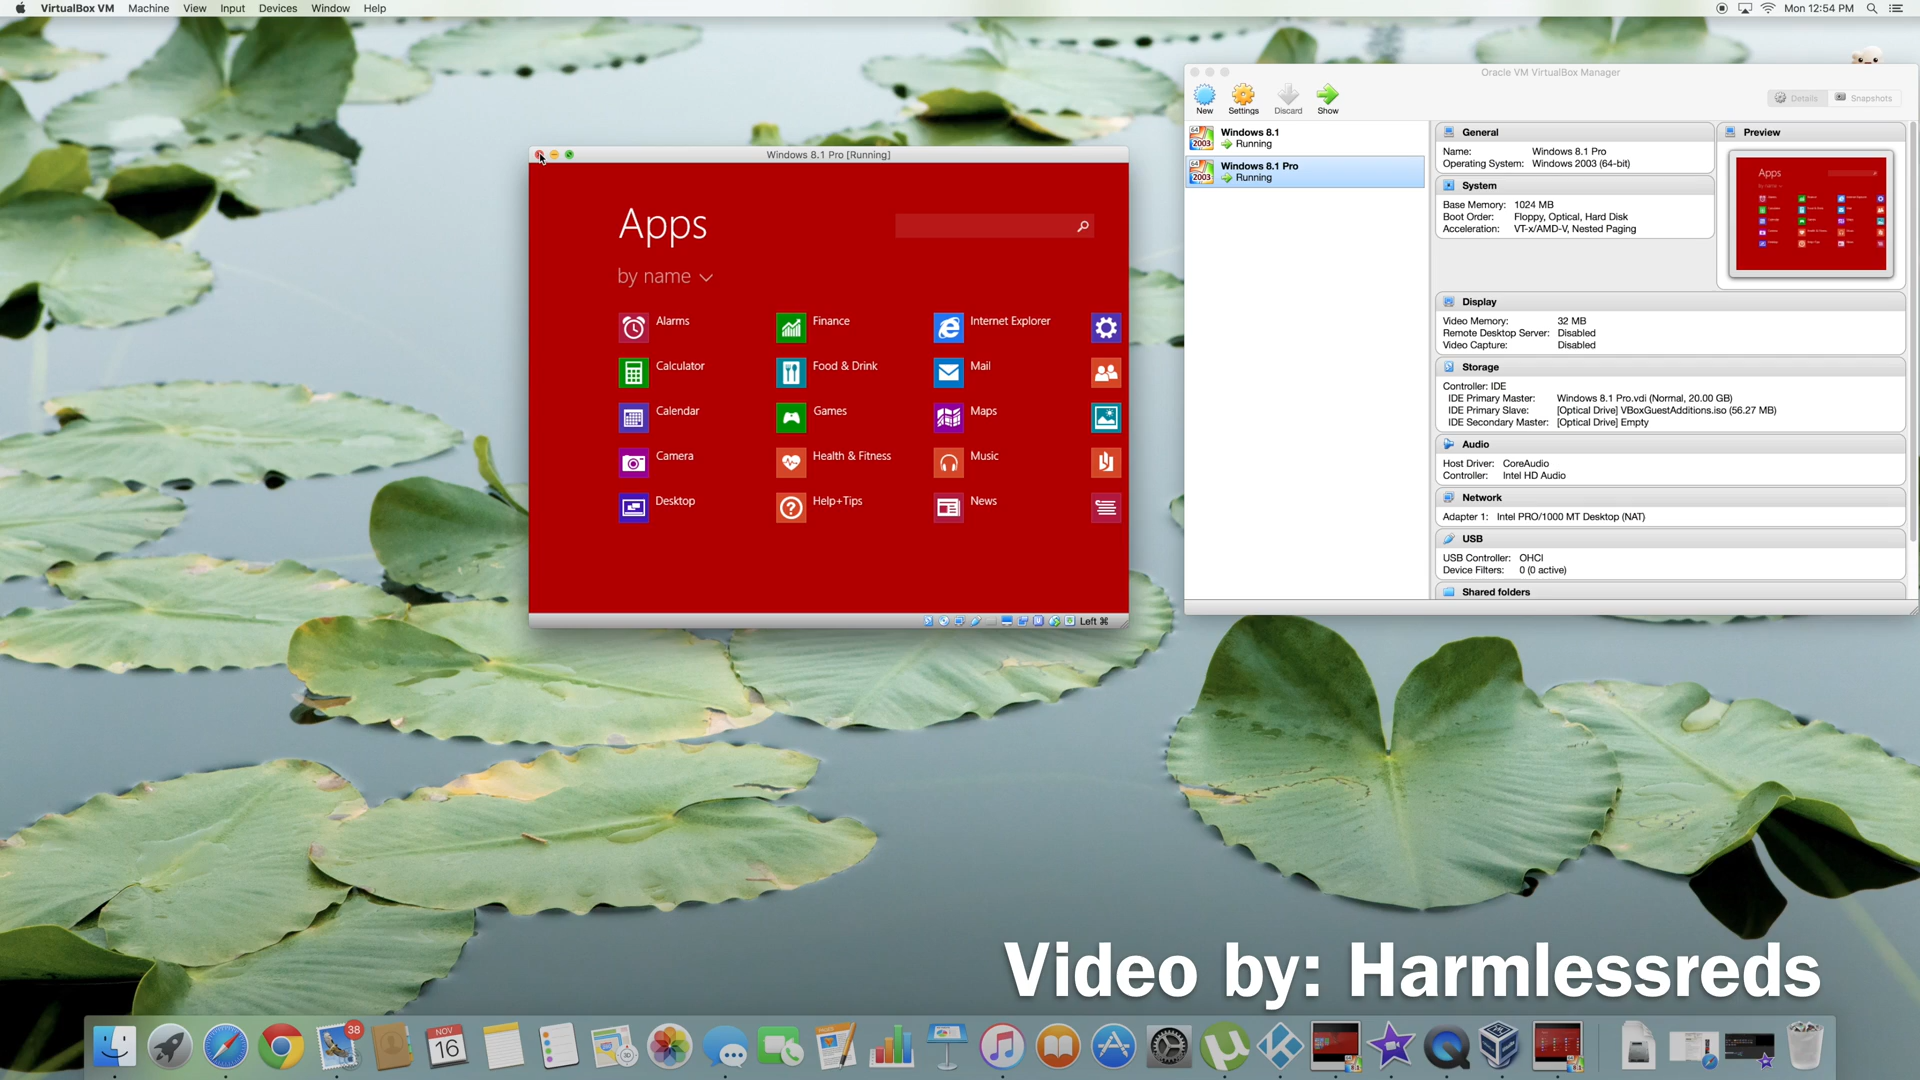 VirtualBox VM Machine View Input Devices Window Help
Mon 12:54 PM
Oracle VM VirtualBox Manager
New Settings Discard Show
Details Snapshots
64 2003 Windows 8.1
Running
64 2003 Windows 8.1 Pro
Running
General
Name: Windows 8.1 Pro
Operating System: Windows 2003 (64-bit)
System
Base Memory: 1024 MB
Boot Order: Floppy, Optical, Hard Disk
Acceleration: VT-x/AMD-V, Nested Paging
Preview
Apps
by name
Display
Video Memory: 32 MB
Remote Desktop Server: Disabled
Video Capture: Disabled
Storage
Controller: IDE
IDE Primary Master: Windows 8.1 Pro.vdi (Normal, 20.00 GB)
IDE Primary Slave: [Optical Drive] VBoxGuestAdditions.iso (56.27 MB)
IDE Secondary Master: [Optical Drive] Empty
Audio
Host Driver: CoreAudio
Controller: Intel HD Audio
Network
Adapter 1: Intel PRO/1000 MT Desktop (NAT)
USB
USB Controller: OHCI
Device Filters: 0 (0 active)
Shared folders
Windows 8.1 Pro [Running]
Apps
by name
Alarms Finance Internet Explorer
Calculator Food & Drink Mail
Calendar Games Maps
Camera Health & Fitness Music
Desktop Help+Tips News
Left ⌘
Video by: Harmlessreds
38
NOV
16